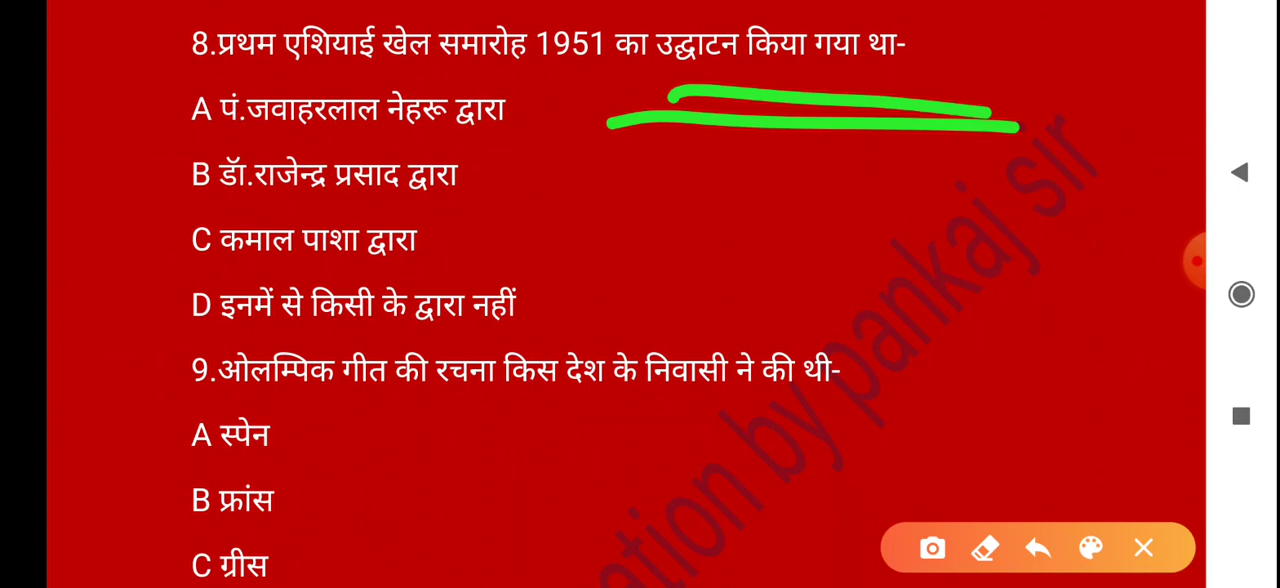 8.प्रथम एशियाई खेल समारोह 1951 का उद्घाटन किया गया था-
A पं.जवाहरलाल नेहरू द्वारा
B डॉ.राजेन्द्र प्रसाद द्वारा
C कमाल पाशा द्वारा
D इनमें से किसी के द्वारा नहीं
9.ओलम्पिक गीत की रचना किस देश के निवासी ने की थी-
A स्पेन
B फ्रांस
C ग्रीस
ation by pankaj sir